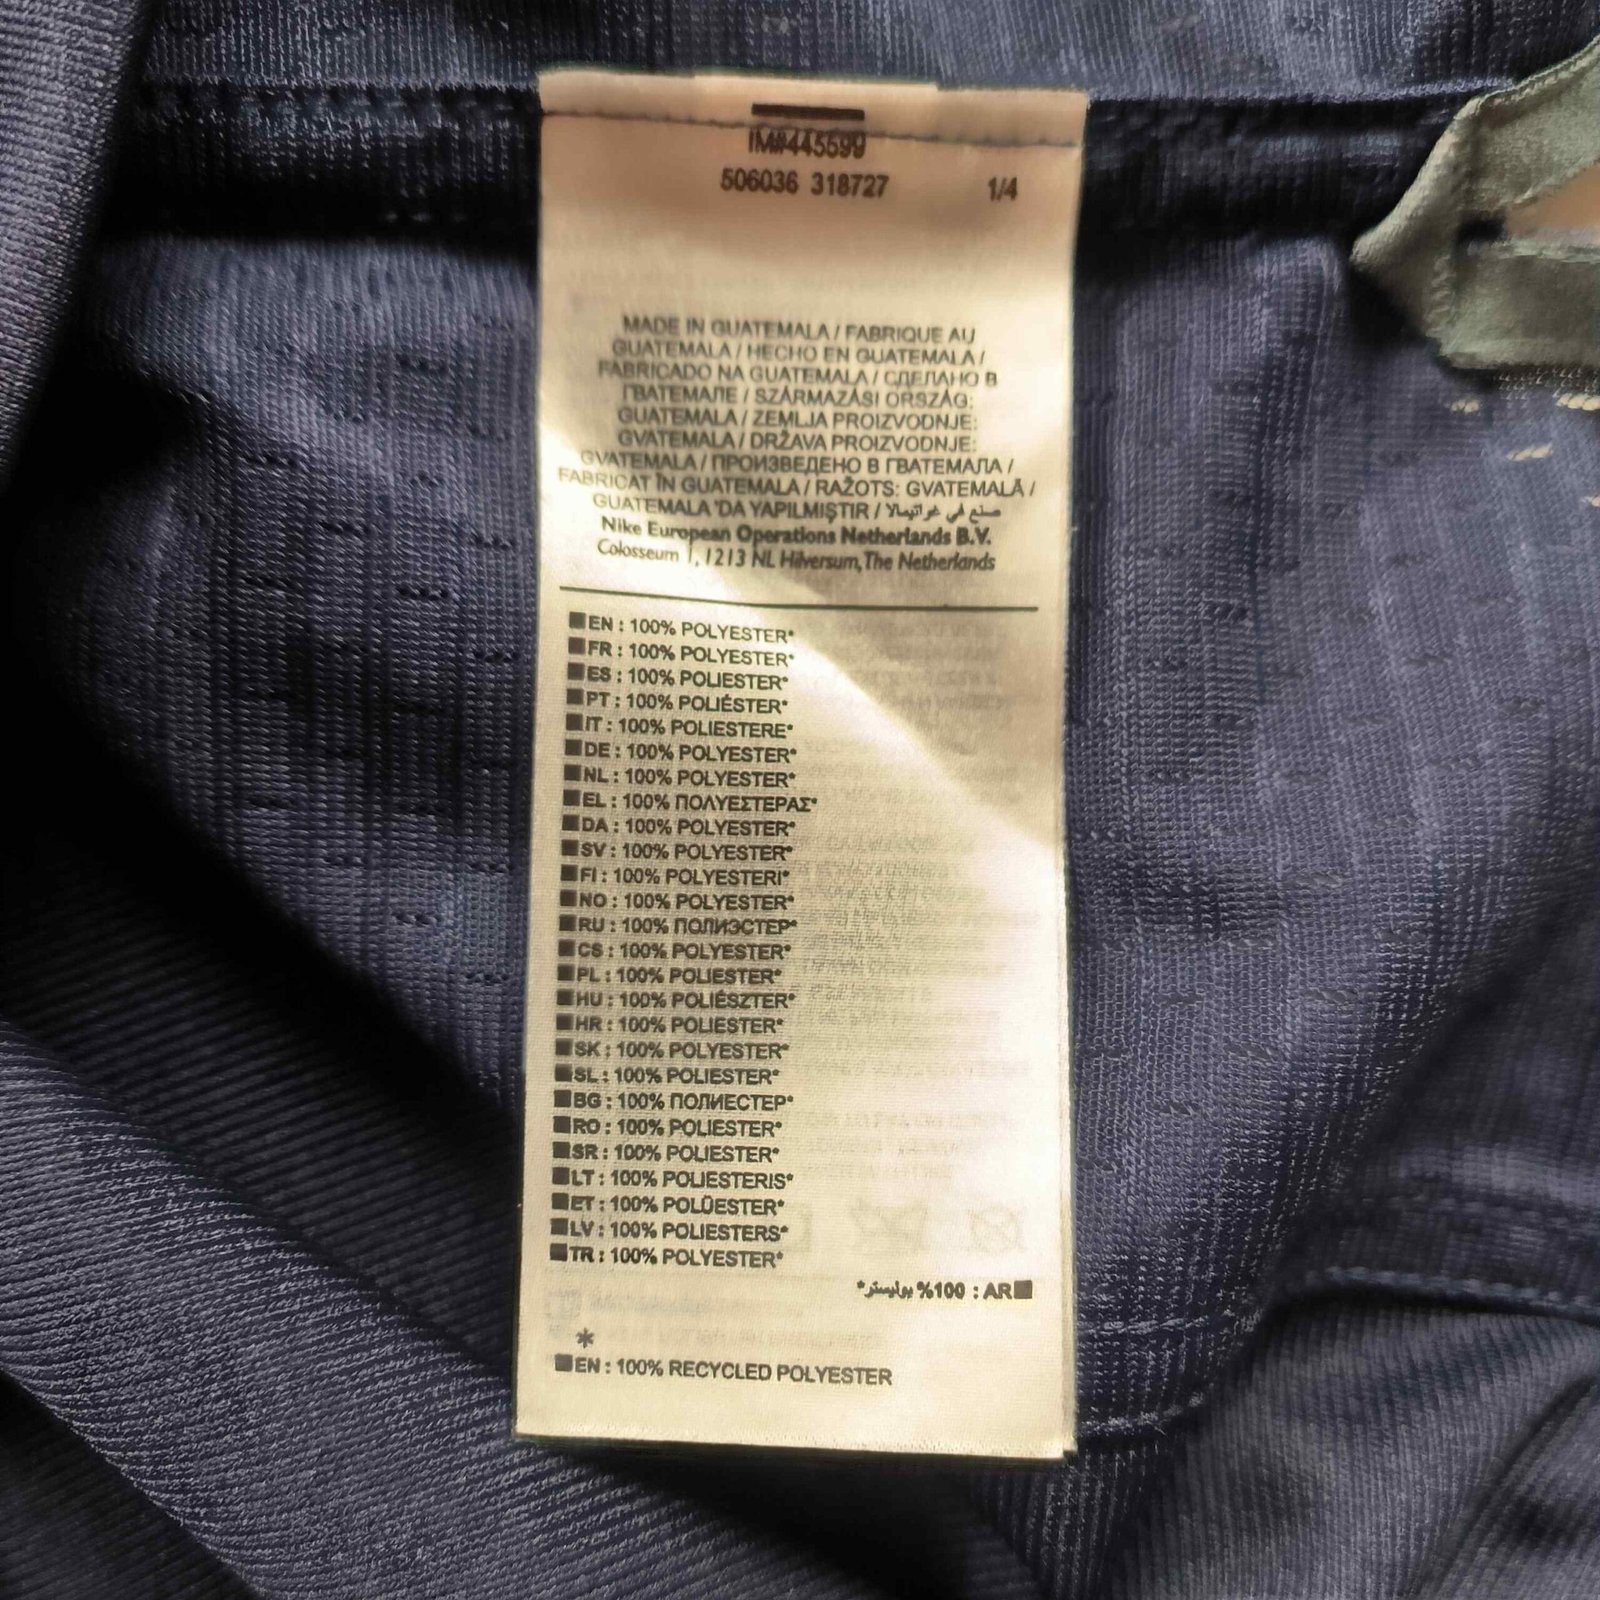 IM#445599
506036 318727 1/4
MADE IN GUATEMALA / FABRIQUE AU
GUATEMALA / HECHO EN GUATEMALA /
FABRICADO NA GUATEMALA / СДЕЛАНО В
ГВАТЕМАЛЕ / SZÁRMAZÁSI ORSZÁG:
GUATEMALA / ZEMLJA PROIZVODNJE:
GVATEMALA / DRŽAVA PROIZVODNJE:
GVATEMALA / ПРОИЗВЕДЕНО В ГВАТЕМАЛА /
FABRICAT ÎN GUATEMALA / RAŽOTS: GVATEMALĀ /
GUATEMALA 'DA YAPILMIŞTIR / صنع في غواتيمالا
Nike European Operations Netherlands B.V.
Colosseum 1, 1213 NL Hilversum, The Netherlands
EN : 100% POLYESTER*
FR : 100% POLYESTER*
ES : 100% POLIESTER*
PT : 100% POLIÉSTER*
IT : 100% POLIESTERE*
DE : 100% POLYESTER*
NL : 100% POLYESTER*
EL : 100% ΠΟΛΥΕΣΤΕΡΑΣ*
DA : 100% POLYESTER*
SV : 100% POLYESTER*
FI : 100% POLYESTERI*
NO : 100% POLYESTER*
RU : 100% ПОЛИЭСТЕР*
CS : 100% POLYESTER*
PL : 100% POLIESTER*
HU : 100% POLIÉSZTER*
HR : 100% POLIESTER*
SK : 100% POLYESTER*
SL : 100% POLIESTER*
BG : 100% ПОЛИЕСТЕР*
RO : 100% POLIESTER*
SR : 100% POLIESTER*
LT : 100% POLIESTERIS*
ET : 100% POLÜESTER*
LV : 100% POLIESTERS*
TR : 100% POLYESTER*
AR : 100% بوليستر*
*
EN : 100% RECYCLED POLYESTER